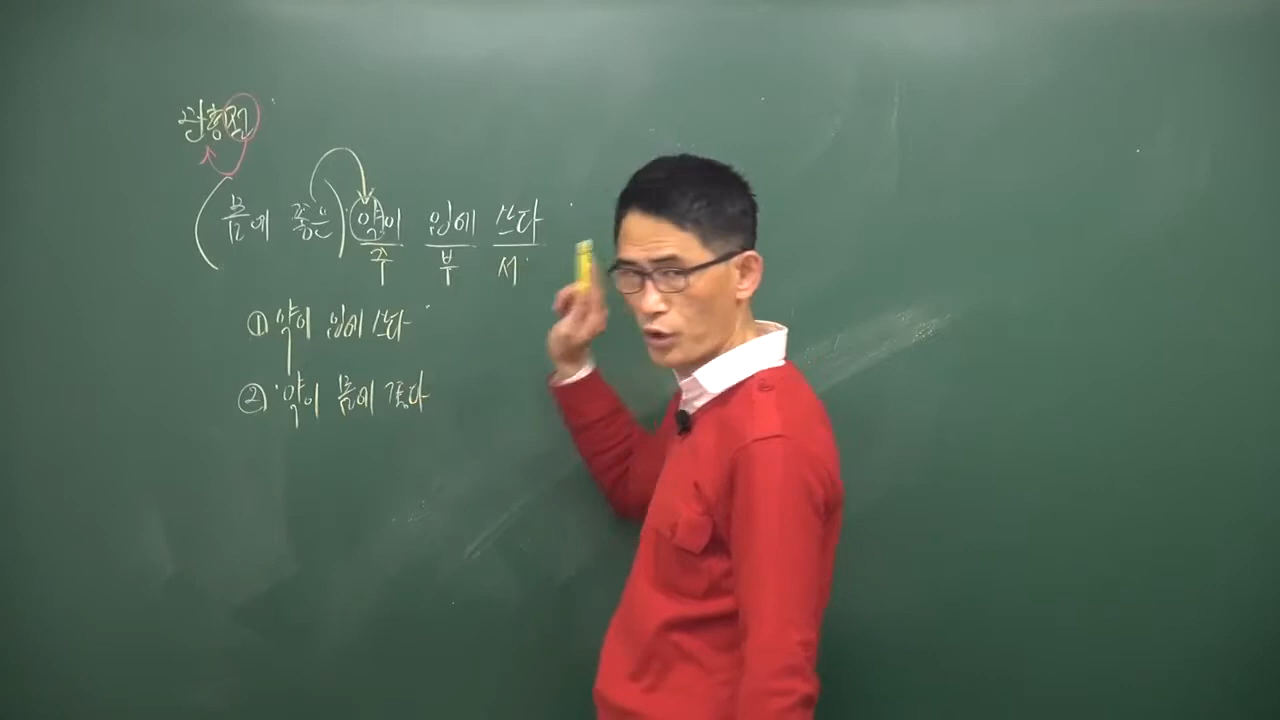 관형전
(몸에 좋은) 약이 입에 쓰다
주 부 서
① 약이 입에 쓰다
② 약이 몸에 좋다